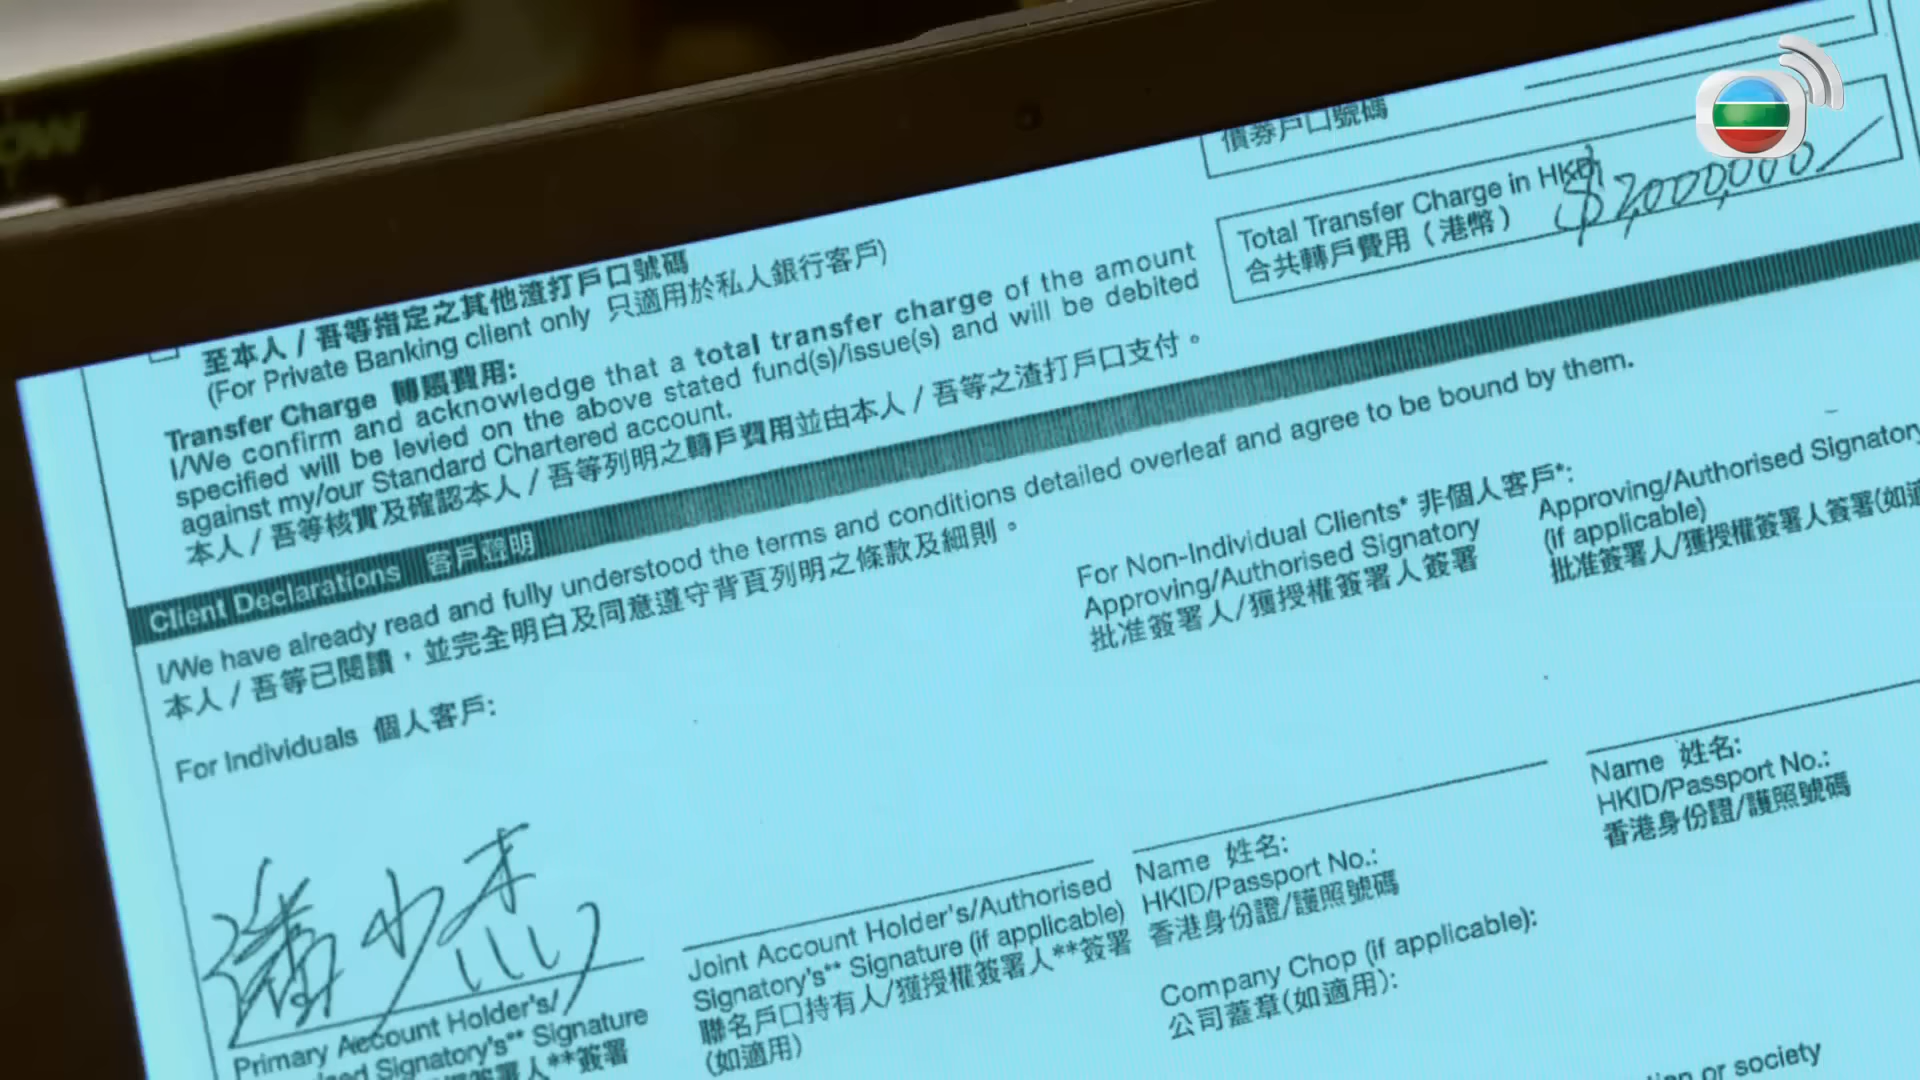 債券戶口號碼
Total Transfer Charge in HKD
合共轉戶費用（港幣）
$2,000,000/
至本人 / 吾等指定之其他渣打戶口號碼
(For Private Banking client only 只適用於私人銀行客戶)
Transfer Charge 轉賬費用:
I/We confirm and acknowledge that a total transfer charge of the amount
specified will be levied on the above stated fund(s)/issue(s) and will be debited
against my/our Standard Chartered account.
本人 / 吾等核實及確認本人 / 吾等列明之轉戶費用並由本人 / 吾等之渣打戶口支付。
Client Declarations 客戶聲明
I/We have already read and fully understood the terms and conditions detailed overleaf and agree to be bound by them.
本人 / 吾等已閱讀，並完全明白及同意遵守背頁列明之條款及細則。
For Individuals 個人客戶:
For Non-Individual Clients* 非個人客戶*:
Approving/Authorised Signatory
批准簽署人/獲授權簽署人簽署
Approving/Authorised Signatory
(if applicable)
批准簽署人/獲授權簽署人簽署(如適
潘少杰
Primary Account Holder's/
Signatory's** Signature
簽署人**簽署
Joint Account Holder's/Authorised
Signatory's** Signature (if applicable)
聯名戶口持有人/獲授權簽署人**簽署
(如適用)
Name 姓名:
HKID/Passport No.:
香港身份證/護照號碼
Company Chop (if applicable):
公司蓋章(如適用):
Name 姓名:
HKID/Passport No.:
香港身份證/護照號碼
or society